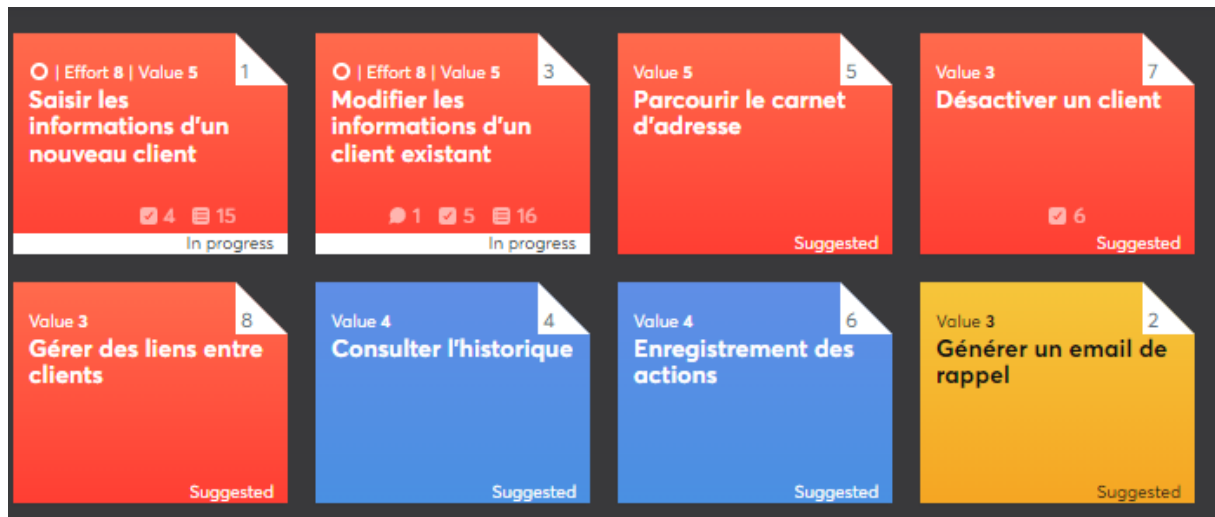 | Effort 8 | Value 5
1
Saisir les
informations d'un
nouveau client
4 15
In progress
| Effort 8 | Value 5
3
Modifier les
informations d'un
client existant
1 5 16
In progress
Value 5
5
Parcourir le carnet
d'adresse
Suggested
Value 3
7
Désactiver un client
6
Suggested
Value 3
8
Gérer des liens entre
clients
Suggested
Value 4
4
Consulter l'historique
Suggested
Value 4
6
Enregistrement des
actions
Suggested
Value 3
2
Générer un email de
rappel
Suggested